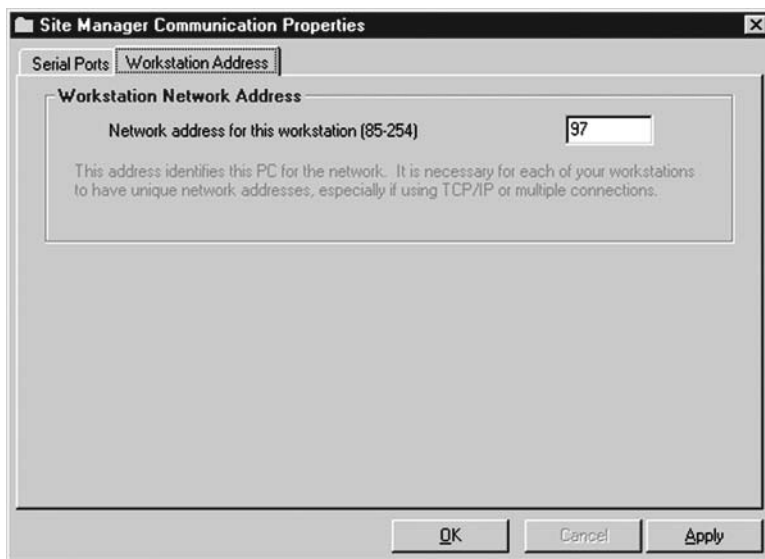 Site Manager Communication Properties
Serial Ports Workstation Address
Workstation Network Address
Network address for this workstation (85-254) 97
This address identifies this PC for the network. It is necessary for each of your workstations
to have unique network addresses, especially if using TCP/IP or multiple connections.
OK Cancel Apply